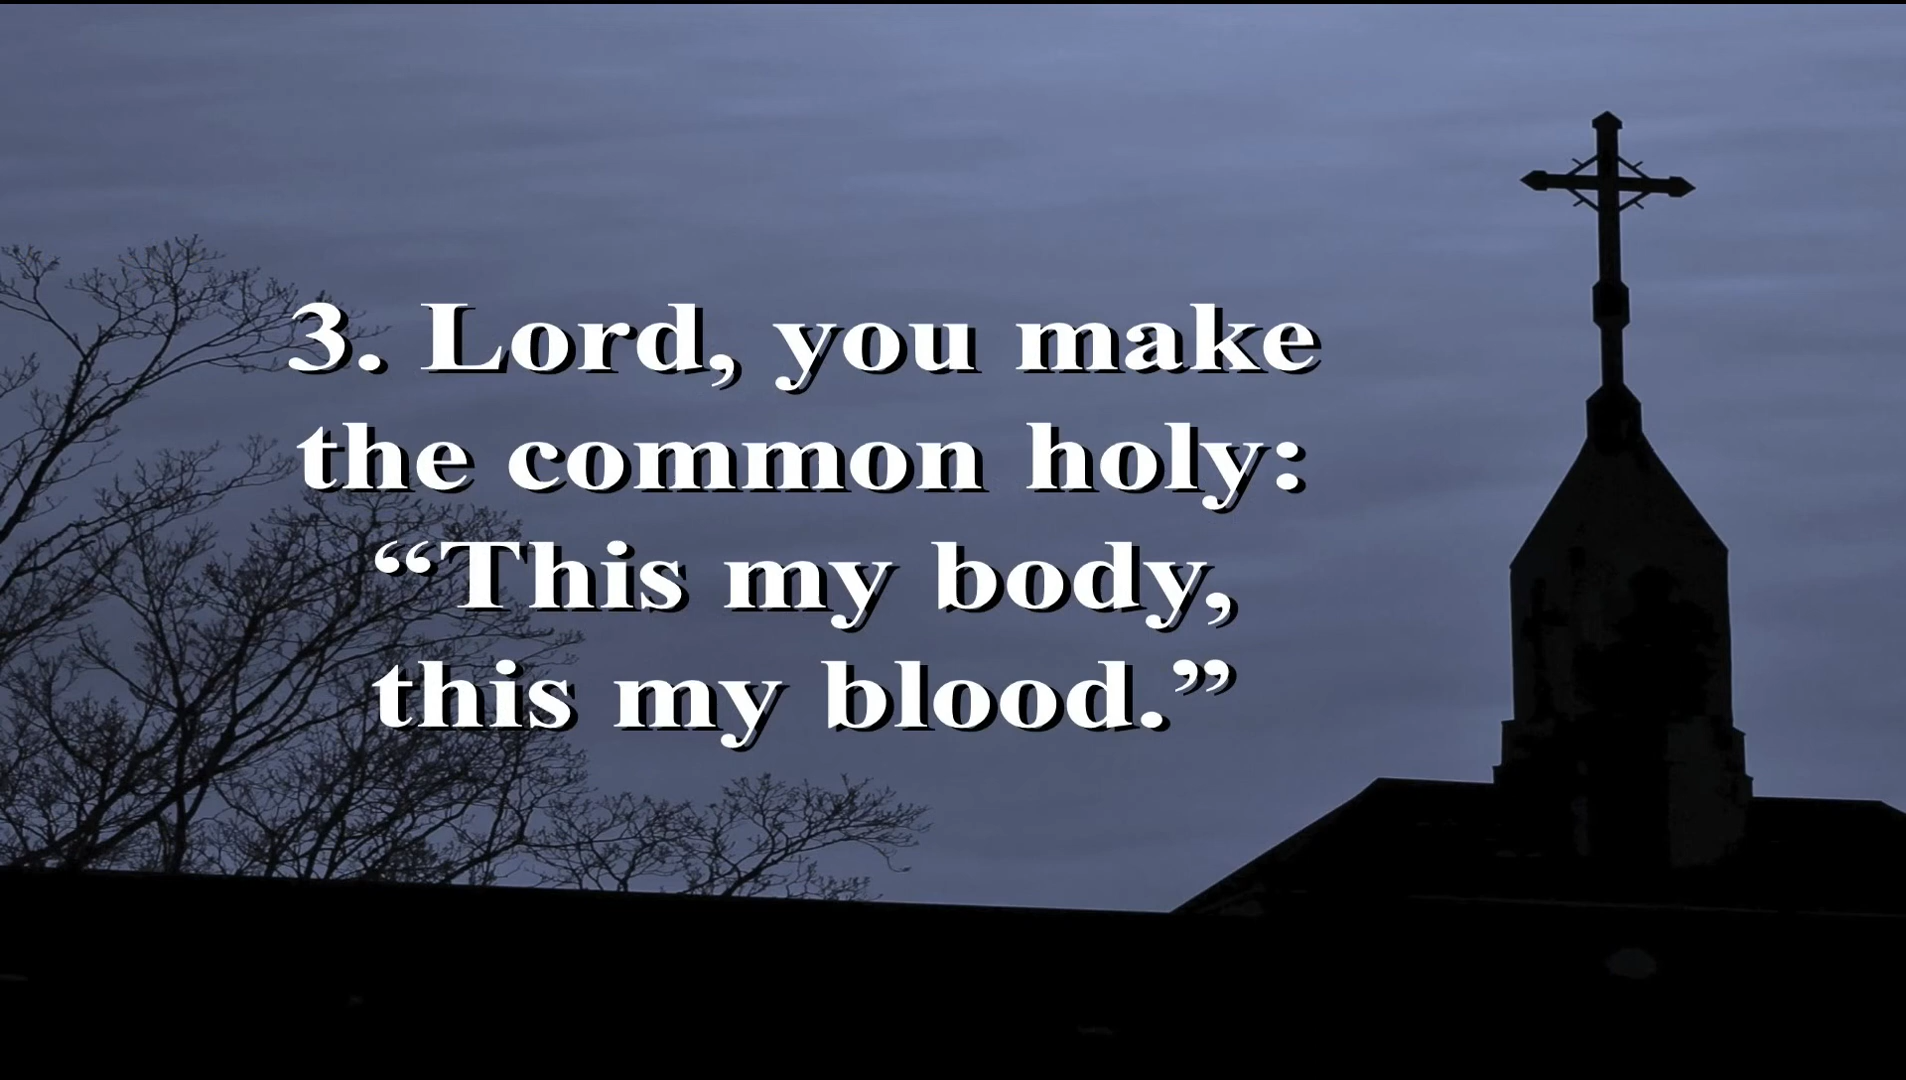 3. Lord, you make
the common holy:
“This my body,
this my blood.”